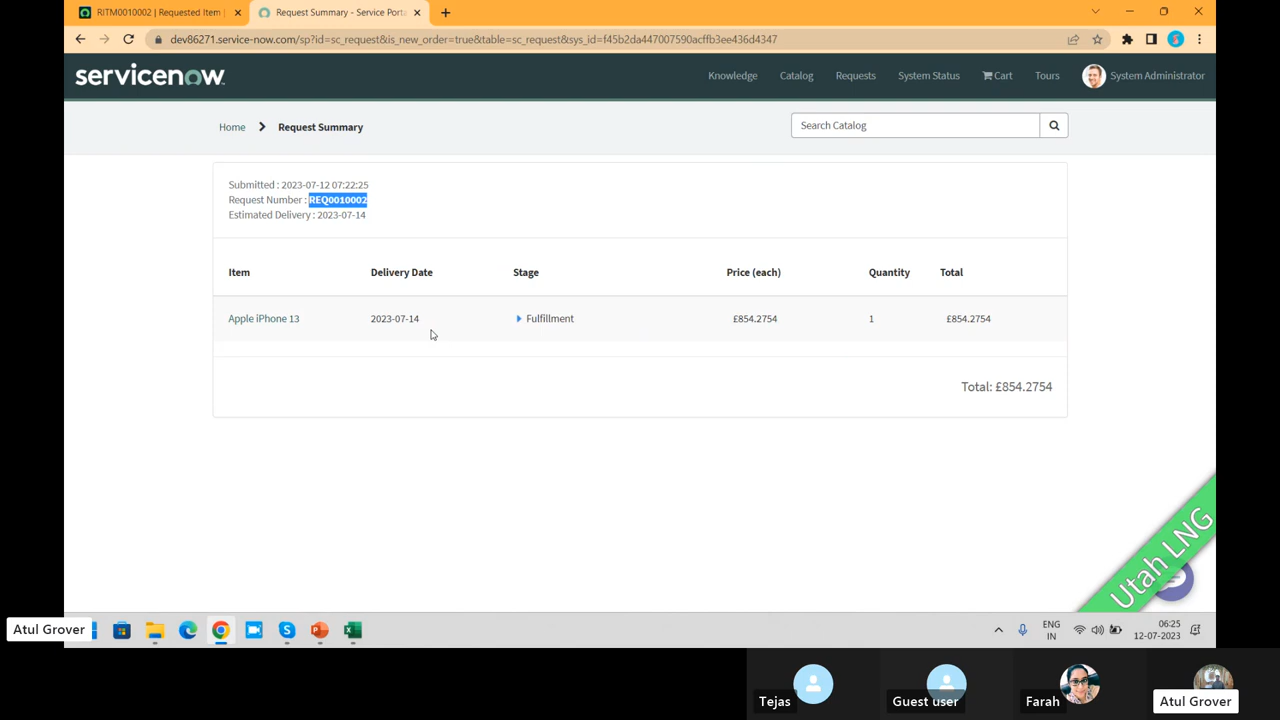 RITM0010002 | Requested Item |
Request Summary - Service Porta
dev86271.service-now.com/sp?id=sc_request&is_new_order=true&table=sc_request&sys_id=f45b2da447007590acffb3ee436d4347
servicenow
Knowledge
Catalog
Requests
System Status
Cart
Tours
System Administrator
Home
Request Summary
Search Catalog
Submitted : 2023-07-12 07:22:25
Request Number : REQ0010002
Estimated Delivery : 2023-07-14
Item Delivery Date Stage Price (each) Quantity Total
Apple iPhone 13 2023-07-14 Fulfillment £854.2754 1 £854.2754
Total: £854.2754
Utah LNG
Atul Grover
ENG
IN
06:25
12-07-2023
Tejas
Guest user
Farah
Atul Grover